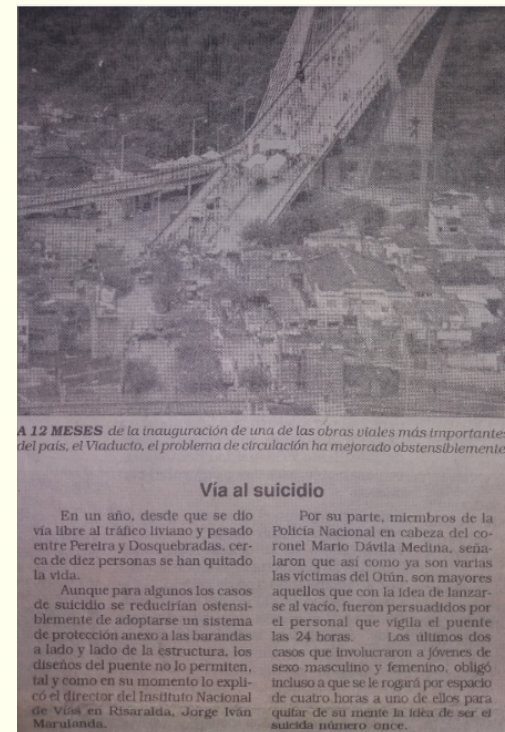 A 12 MESES de la inauguración de una de las obras viales más importantes
del país, el Viaducto, el problema de circulación ha mejorado obstensiblemente
Vía al suicidio
En un año, desde que se dio
vía libre al tráfico liviano y pesado
entre Pereira y Dosquebradas, cer-
ca de diez personas se han quitado
la vida.
Aunque para algunos los casos
de suicidio se reducirían ostensi-
blemente de adoptarse un sistema
de protección anexo a las barandas
a lado y lado de la estructura, los
diseños del puente no lo permiten,
tal y como en su momento lo expli-
có el director del Instituto Nacional
de Vías en Risaralda, Jorge Iván
Marulanda.
Por su parte, miembros de la
Policía Nacional en cabeza del co-
ronel Mario Dávila Medina, seña-
laron que así como ya son varias
las víctimas del Otún, son mayores
aquellos que con la idea de lanzar-
se al vacío, fueron persuadidos por
el personal que vigila el puente
las 24 horas. Los últimos dos
casos que involucraron a jóvenes de
sexo masculino y femenino, obligó
incluso a que se le rogará por espacio
de cuatro horas a uno de ellos para
quitar de su mente la idea de ser el
suicida número once.